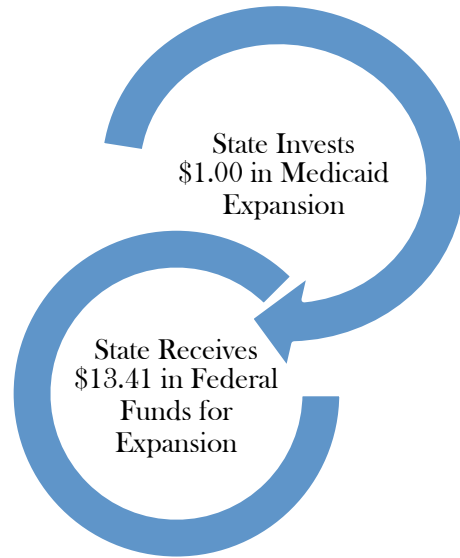 State Invests
$1.00 in Medicaid
Expansion
State Receives
$13.41 in Federal
Funds for
Expansion